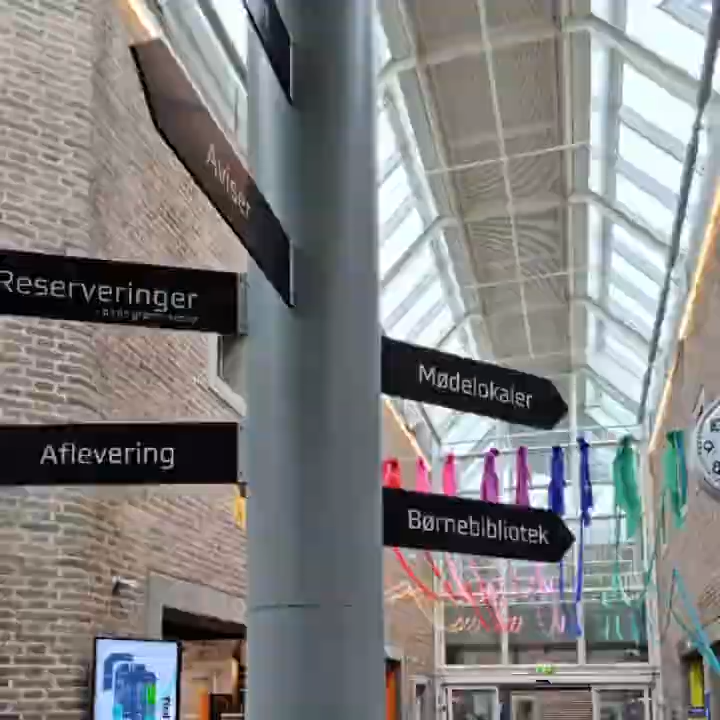 Aviser
Reserveringer
Mødelokaler
Aflevering
Børnebibliotek